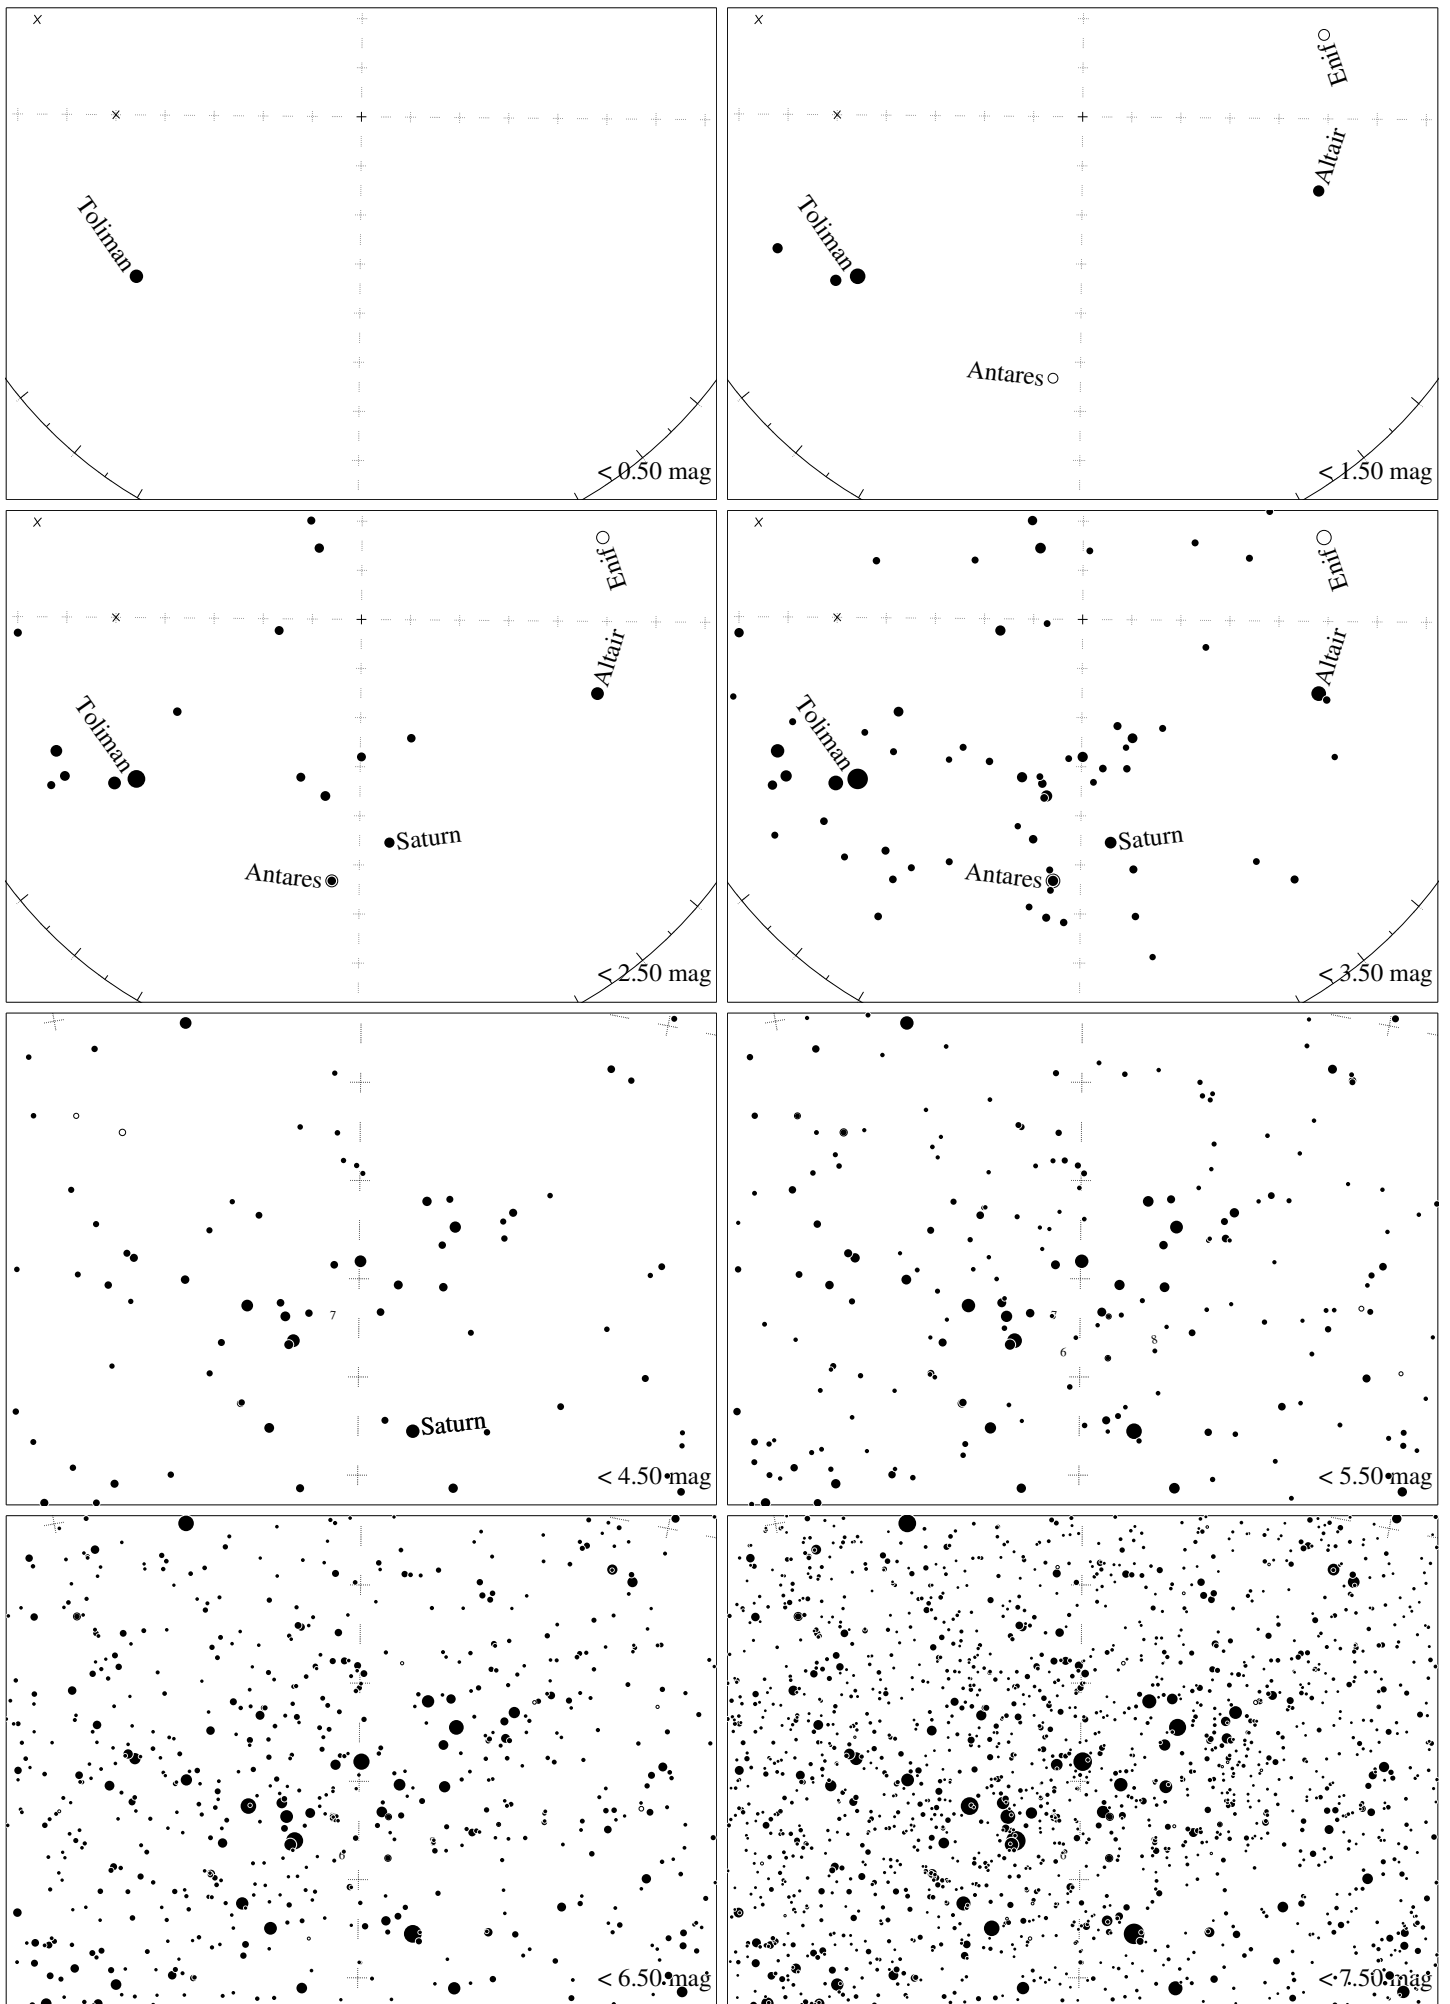 Toliman
< 0.50 mag
Enif
Altair
Toliman
Antares
< 1.50 mag
Enif
Altair
Toliman
Saturn
Antares
< 2.50 mag
Enif
Altair
Toliman
Saturn
Antares
< 3.50 mag
7
Saturn
< 4.50 mag
7
6
8
< 5.50 mag
6
< 6.50 mag
6
< 7.50 mag